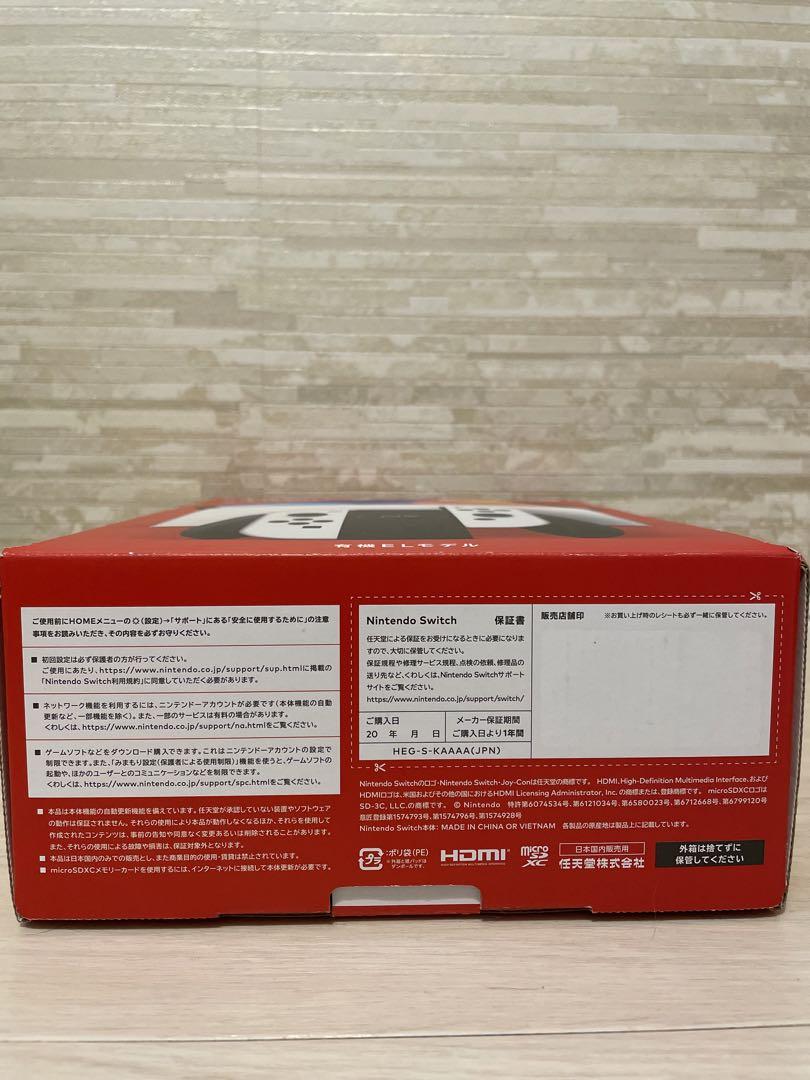 有機ELモデル
ご使用前にHOMEメニューの(設定)→「サポート」にある「安全に使用するために」の注意
事項をお読みいただき、その内容を必ずお守りください。
■ 初回設定は必ず保護者の方が行ってください。
ご使用にあたり、https://www.nintendo.co.jp/support/sup.htmlに掲載の
「Nintendo Switch利用規約」に同意していただく必要があります。
■ ネットワーク機能を利用するには、ニンテンドーアカウントが必要です(本体機能の自動
更新など、一部機能を除く)。また、一部のサービスは有料の場合があります。
くわしくは、https://www.nintendo.co.jp/support/na.htmlをご覧ください。
■ ゲームソフトなどをダウンロード購入できます。これはニンテンドーアカウントの設定で
制限できます。また、「みまもり設定(保護者による使用制限)」機能を使うと、ゲームソフトの
起動や、ほかのユーザーとのコミュニケーションなどを制限できます。
くわしくは、https://www.nintendo.co.jp/support/spc.htmlをご覧ください。
■ 本品は本体機能の自動更新機能を備えています。任天堂が承認していない装置やソフトウェア
の動作は保証されません。それらの使用により本品が動作しなくなるほか、それらを使用して
作成されたコンテンツは、事前の告知や同意なく変更あるいは削除されることがあります。
また、それらの使用による故障や損害は、保証対象外となります。
■ 本品は日本国内のみでの販売とし、また商業目的の使用・賃貸は禁止されています。
■ microSDXCメモリーカードを使用するには、インターネットに接続して本体更新が必要です。
Nintendo Switch 保証書
任天堂による保証をお受けになるときに必要になりま
すので、大切に保管してください。
保証規程や修理サービス規程、点検の依頼、修理品の
送り先など、くわしくは、Nintendo Switchサポート
サイトをご覧ください。
https://www.nintendo.co.jp/support/switch/
ご購入日 メーカー保証期間
20 年 月 日 ご購入日より1年間
HEG-S-KAAAA(JPN)
販売店舗印 ※お買い上げ時のレシートも必ず一緒に保管してください。
Nintendo Switchのロゴ・Nintendo Switch・Joy-Conは任天堂の商標です。 HDMI、High-Definition Multimedia Interface、および
HDMIロゴは、米国およびその他の国におけるHDMI Licensing Administrator, Inc. の商標または、登録商標です。 microSDXCロゴは
SD-3C, LLC.の商標です。 © Nintendo 特許第6074534号、第6121034号、第6580023号、第6712668号、第6799120号
意匠登録第1574793号、第1574796号、第1574928号
Nintendo Switch本体: MADE IN CHINA OR VIETNAM 各製品の原産地は製品上に記載しています。
プラ :ポリ袋(PE)
※外箱と緩パッドは
ダンボールです。
HDMI
HIGH-DEFINITION MULTIMEDIA INTERFACE
micro SD XC
日本国内販売用
任天堂株式会社
外箱は捨てずに
保管してください